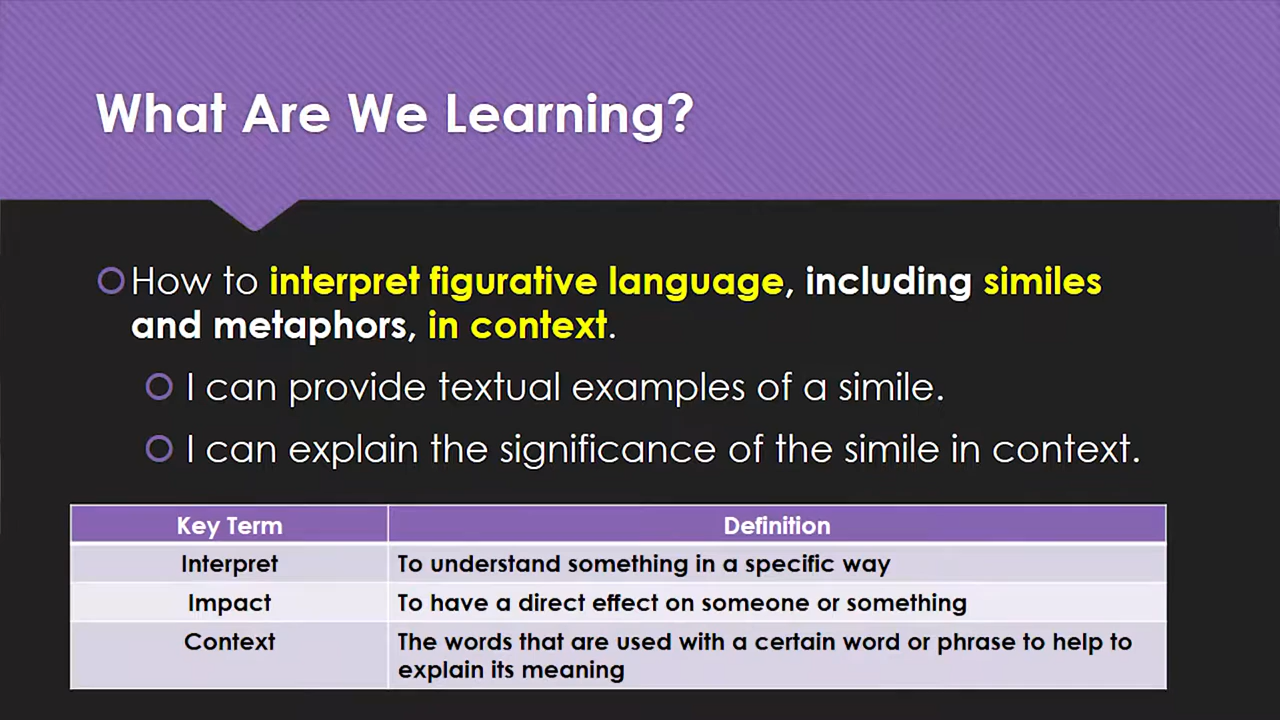 What Are We Learning?
How to interpret figurative language, including similes
and metaphors, in context.
I can provide textual examples of a simile.
I can explain the significance of the simile in context.
Key Term Definition
Interpret To understand something in a specific way
Impact To have a direct effect on someone or something
Context The words that are used with a certain word or phrase to help to
explain its meaning